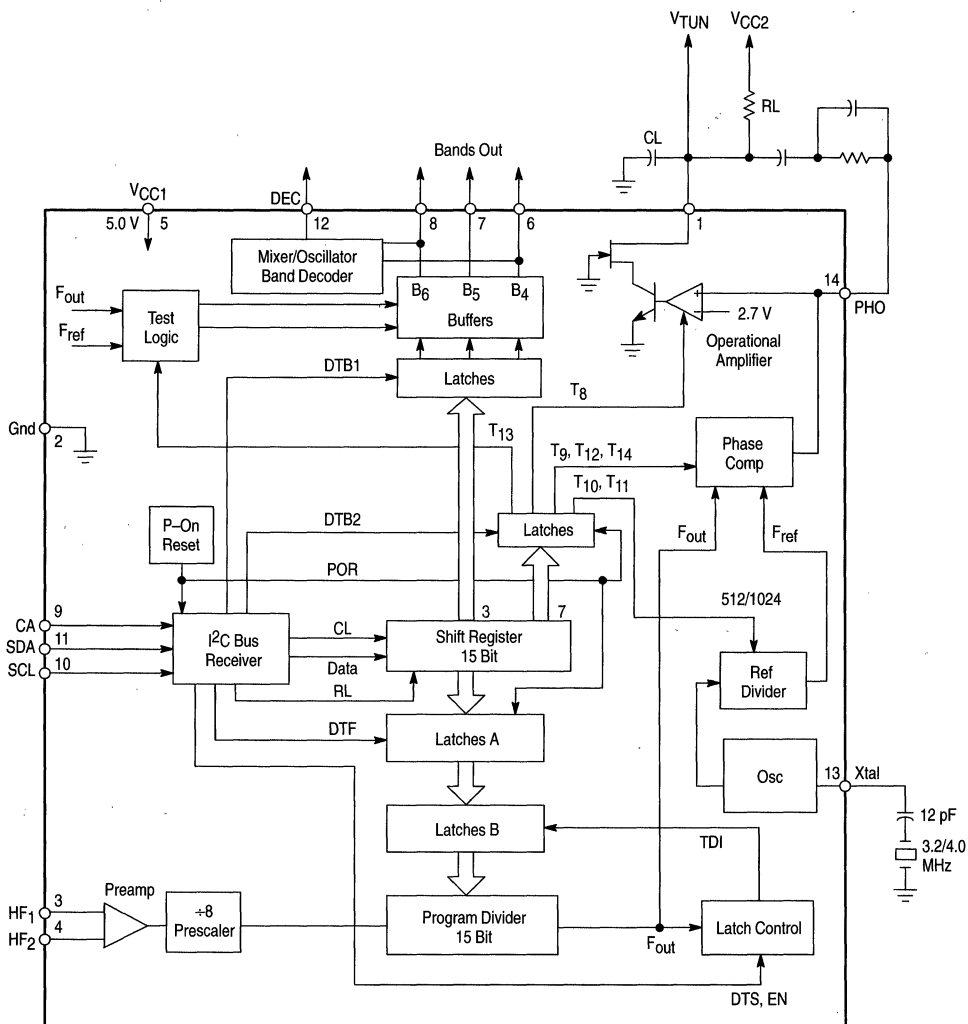 VTUN
VCC2
RL
CL
Bands Out
VCC1
5.0 V
5
DEC
12
8
7
6
1
Mixer/Oscillator
Band Decoder
B6
B5
B4
Buffers
Fout
Fref
Test
Logic
14
PHO
2.7 V
Operational
Amplifier
DTB1
Latches
T8
Gnd
2
T13
T9, T12, T14
T10, T11
Phase
Comp
P–On
Reset
DTB2
Latches
Fout
Fref
POR
512/1024
CA
9
SDA
11
SCL
10
I2C Bus
Receiver
CL
Data
RL
3
7
Shift Register
15 Bit
Ref
Divider
DTF
Latches A
Osc
13
Xtal
12 pF
3.2/4.0
MHz
Latches B
TDI
HF1
3
HF2
4
Preamp
÷8
Prescaler
Program Divider
15 Bit
Fout
Latch Control
DTS, EN